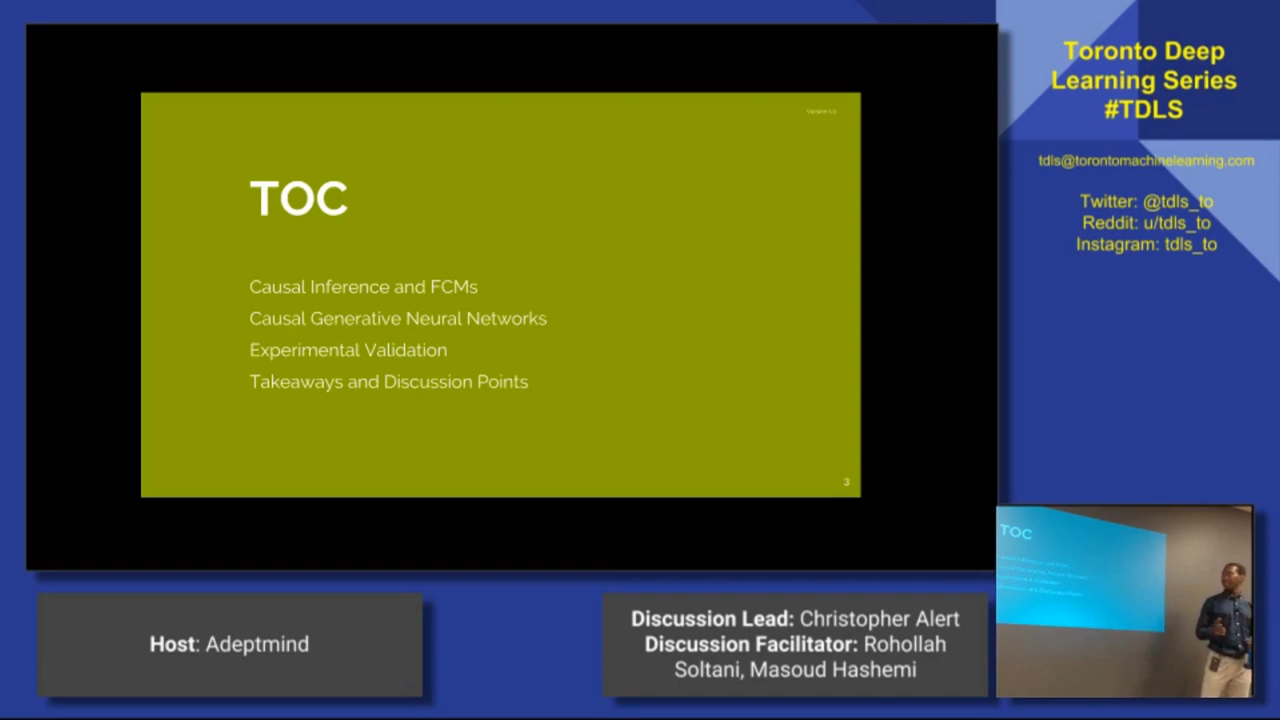 TOC
Causal Inference and FCMs
Causal Generative Neural Networks
Experimental Validation
Takeaways and Discussion Points
3
Toronto Deep
Learning Series
#TDLS
tdls@torontomachinelearning.com
Twitter: @tdls_to
Reddit: u/tdls_to
Instagram: tdls_to
TOC
Host: Adeptmind
Discussion Lead: Christopher Alert
Discussion Facilitator: Rohollah
Soltani, Masoud Hashemi